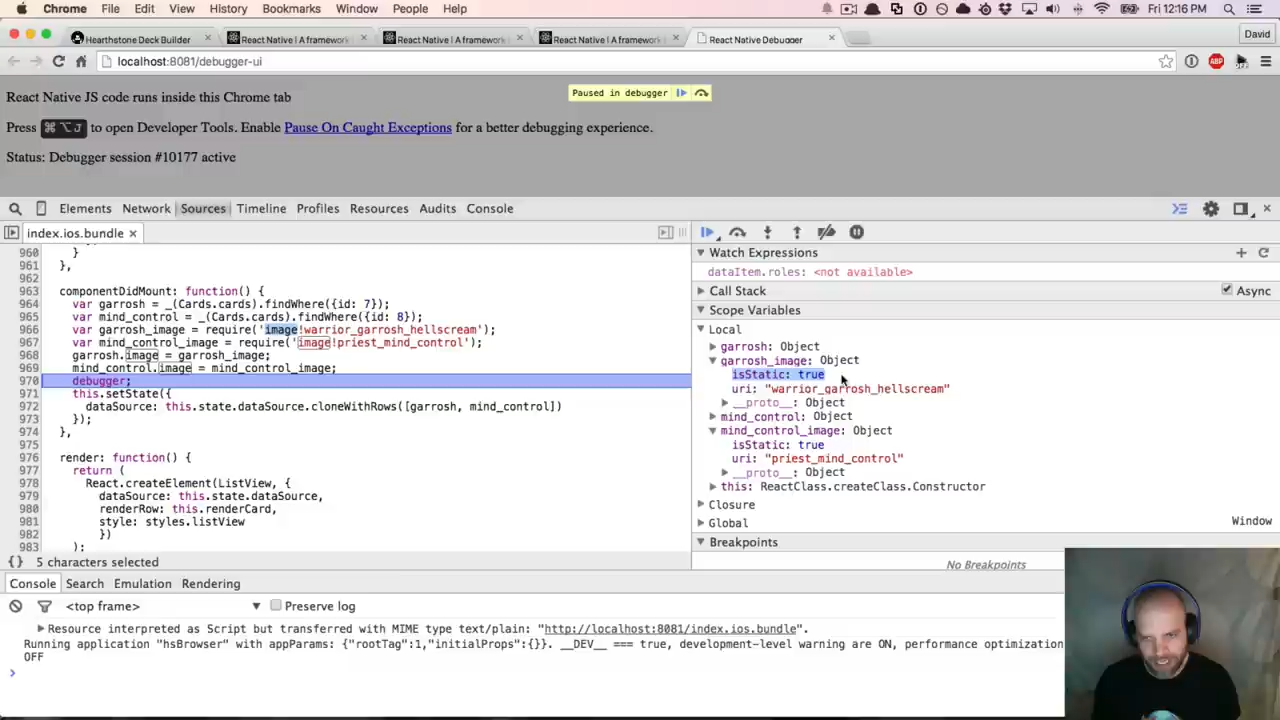 Chrome File Edit View History Bookmarks Window People Help Fri 12:16 PM
Hearthstone Deck Builder × React Native | A framework × React Native | A framework × React Native | A framework × React Native Debugger × David
localhost:8081/debugger-ui ABP
React Native JS code runs inside this Chrome tab
Paused in debugger
Press ⌘⌥J to open Developer Tools. Enable Pause On Caught Exceptions for a better debugging experience.
Status: Debugger session #10177 active
Elements Network Sources Timeline Profiles Resources Audits Console
index.ios.bundle ×
960 }
961 },
962
963 componentDidMount: function() {
964 var garrosh = _(Cards.cards).findWhere({id: 7});
965 var mind_control = _(Cards.cards).findWhere({id: 8});
966 var garrosh_image = require('image!warrior_garrosh_hellscream');
967 var mind_control_image = require('image!priest_mind_control');
968 garrosh.image = garrosh_image;
969 mind_control.image = mind_control_image;
970 debugger;
971 this.setState({
972 dataSource: this.state.dataSource.cloneWithRows([garrosh, mind_control])
973 });
974 },
975
976 render: function() {
977 return (
978 React.createElement(ListView, {
979 dataSource: this.state.dataSource,
980 renderRow: this.renderCard,
981 style: styles.listView
982 })
983 );
{} 5 characters selected
Watch Expressions
dataItem.roles: <not available>
Call Stack Async
Scope Variables
Local
garrosh: Object
garrosh_image: Object
isStatic: true
uri: "warrior_garrosh_hellscream"
__proto__: Object
mind_control: Object
mind_control_image: Object
isStatic: true
uri: "priest_mind_control"
__proto__: Object
this: ReactClass.createClass.Constructor
Closure
Global Window
Breakpoints
No Breakpoints
Console Search Emulation Rendering
<top frame> Preserve log
Resource interpreted as Script but transferred with MIME type text/plain: "http://localhost:8081/index.ios.bundle".
Running application "hsBrowser" with appParams: {"rootTag":1,"initialProps":{}}. __DEV__ === true, development-level warning are ON, performance optimization
OFF